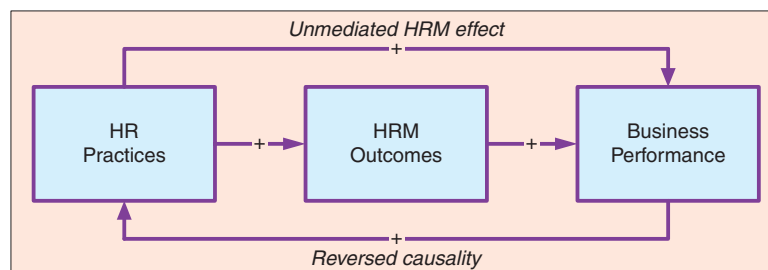 Unmediated HRM effect
+
HR
Practices
+
HRM
Outcomes
+
Business
Performance
+
Reversed causality